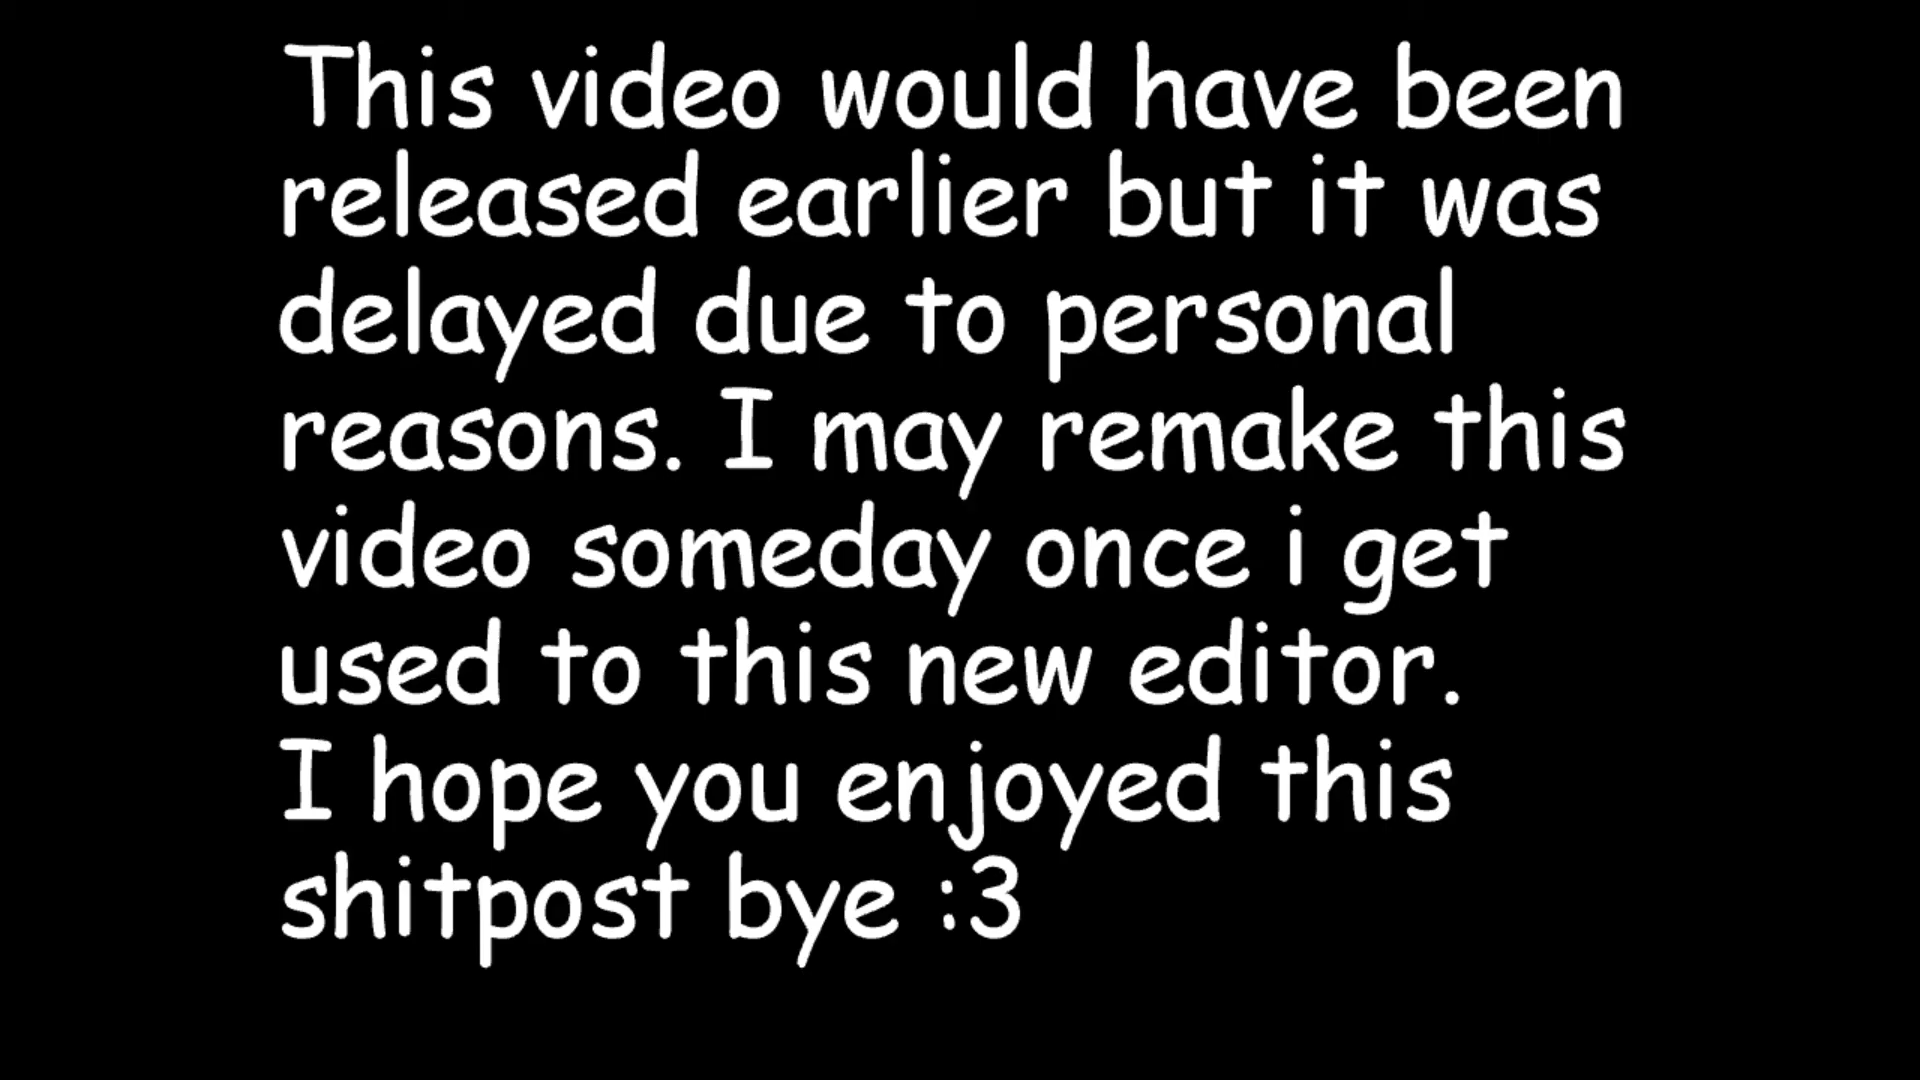 This video would have been
released earlier but it was
delayed due to personal
reasons. I may remake this
video someday once i get
used to this new editor.
I hope you enjoyed this
shitpost bye :3